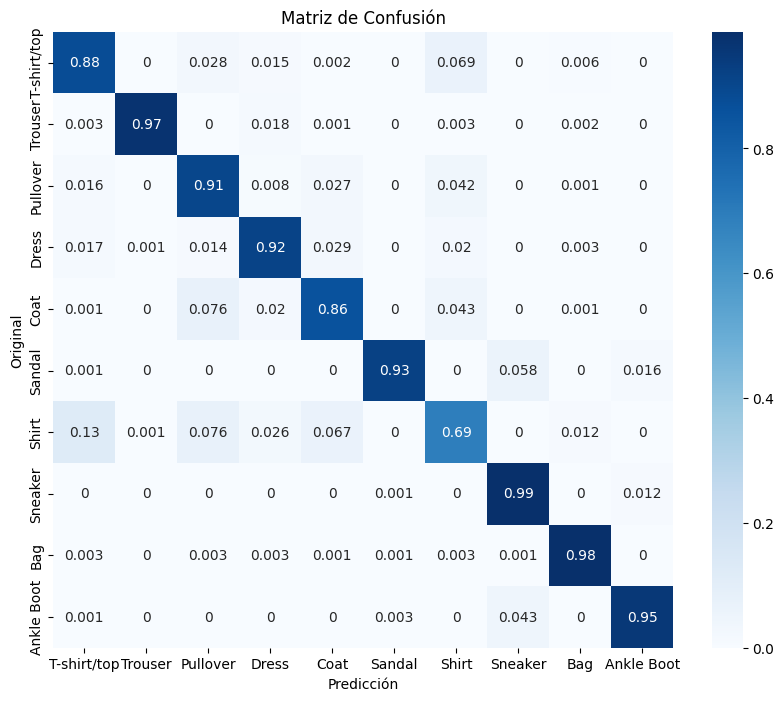 Matriz de Confusión
T-shirt/top 0.88 0 0.028 0.015 0.002 0 0.069 0.006 0
Trouser 0.003 0.97 0 0.018 0.001 0 0.003 0 0.002 0
Pullover 0.016 0 0.91 0.008 0.027 0 0.042 0 0.001 0
Dress 0.017 0.001 0.014 0.92 0.029 0 0.02 0 0.003 0
Coat 0.001 0 0.076 0.02 0.86 0 0.043 0 0.001 0
Sandal 0.001 0 0 0 0 0.93 0 0.058 0 0.016
Shirt 0.13 0.001 0.076 0.026 0.067 0 0.69 0 0.012 0
Sneaker 0 0 0 0 0 0.001 0 0.99 0 0.012
Bag 0.003 0 0.003 0.003 0.001 0.001 0.003 0.001 0.98 0
Ankle Boot 0.001 0 0 0 0 0.003 0 0.043 0 0.95
T-shirt/top Trouser Pullover Dress Coat Sandal Shirt Sneaker Bag Ankle Boot
Predicción
Original
0.8
0.6
0.4
0.2
0.0